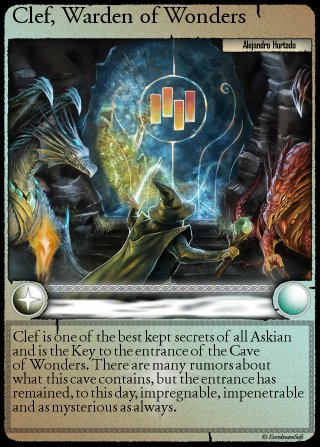 Clef, Warden of Wonders
Alejandro Hurtado
Clef is one of the best kept secrets of all Askian
and is the Key to the entrance of the Cave
of Wonders. There are many rumors about
what this cave contains, but the entrance has
remained, to this day, impregnable, impenetrable
and as mysterious as always.
© EverdreamSoft